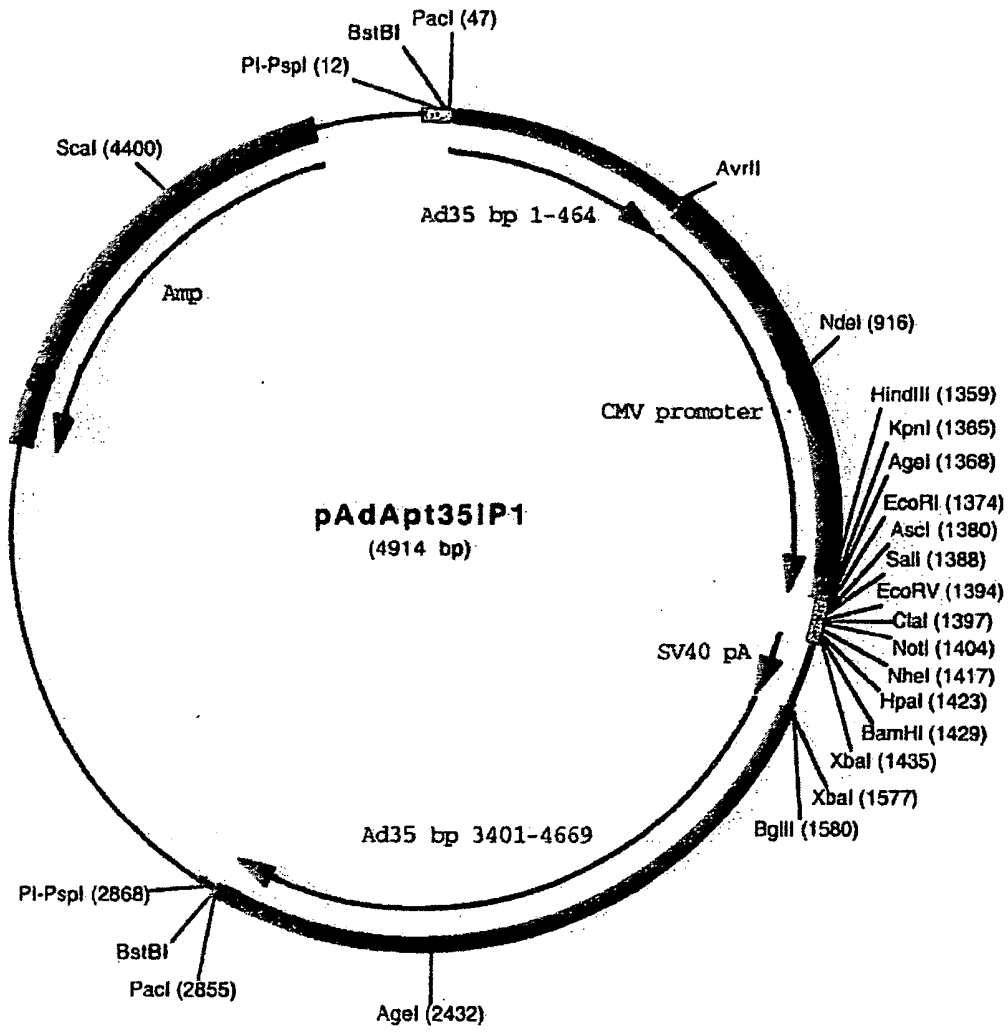 PacI (47)
BstBI
PI-PspI (12)
ScaI (4400)
AvrII
Ad35 bp 1-464
Amp
NdeI (916)
HindIII (1359)
CMV promoter
KpnI (1365)
AgeI (1368)
EcoRI (1374)
pAdApt35IP1
(4914 bp)
AscI (1380)
SalI (1388)
EcoRV (1394)
ClaI (1397)
SV40 pA
NotI (1404)
NheI (1417)
HpaI (1423)
BamHI (1429)
XbaI (1435)
XbaI (1577)
BglII (1580)
Ad35 bp 3401-4669
PI-PspI (2868)
BstBI
PacI (2855)
AgeI (2432)